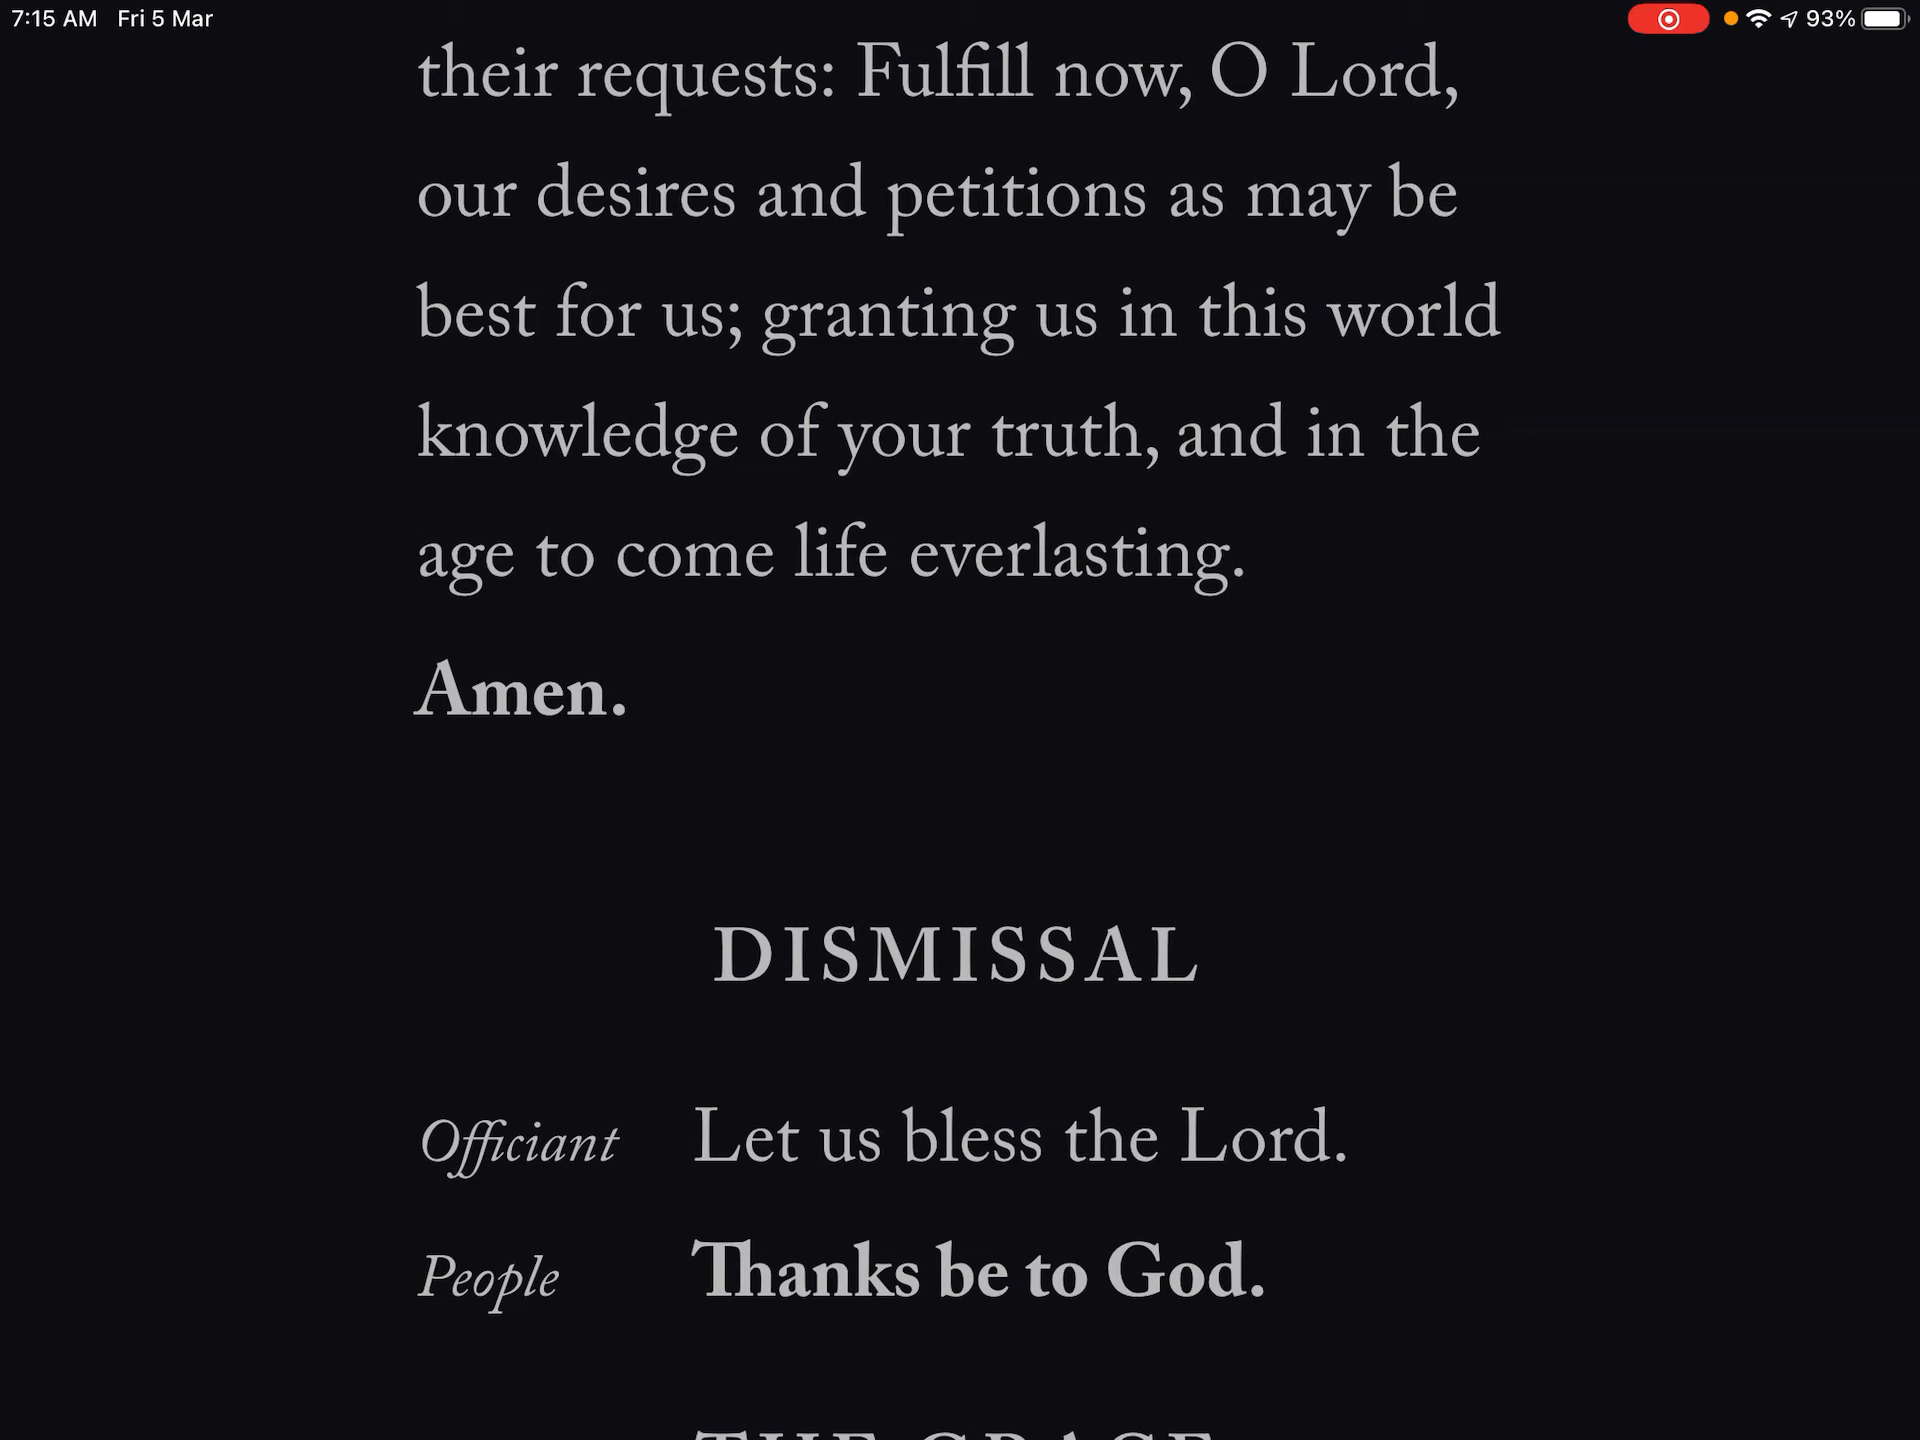 7:15 AM Fri 5 Mar 93%
their requests: Fulfill now, O Lord,
our desires and petitions as may be
best for us; granting us in this world
knowledge of your truth, and in the
age to come life everlasting.
Amen.
DISMISSAL
Officiant Let us bless the Lord.
People Thanks be to God.
THE GRACE